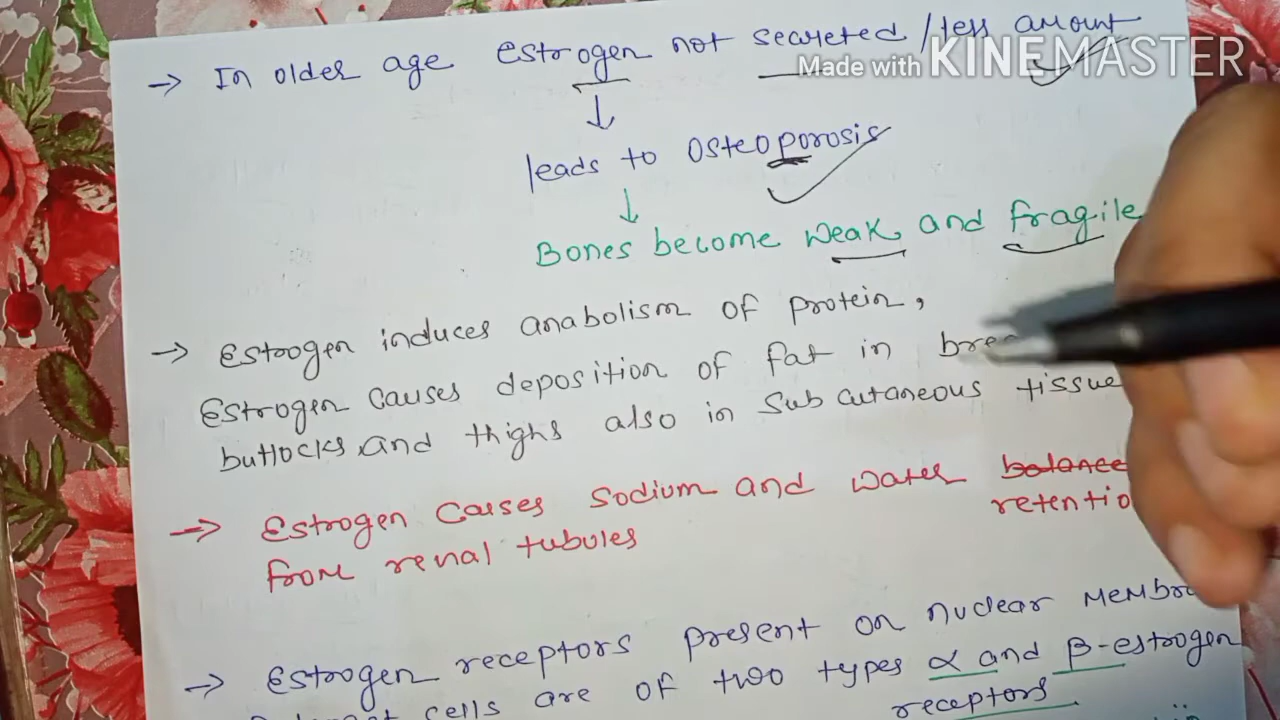 → In older age estrogen not secreted / less amount
Made with KINEMASTER
↓
leads to osteoporosis
↓
Bones become weak and fragile
→ Estrogen induces anabolism of protein,
Estrogen causes deposition of fat in brea
buttocks and thighs also in subcutaneous tissue
→ Estrogen causes sodium and water balance
retentio
from renal tubules
→ Estrogen receptors present on nuclear membr
cells are of two types α and β-estrogen
receptors